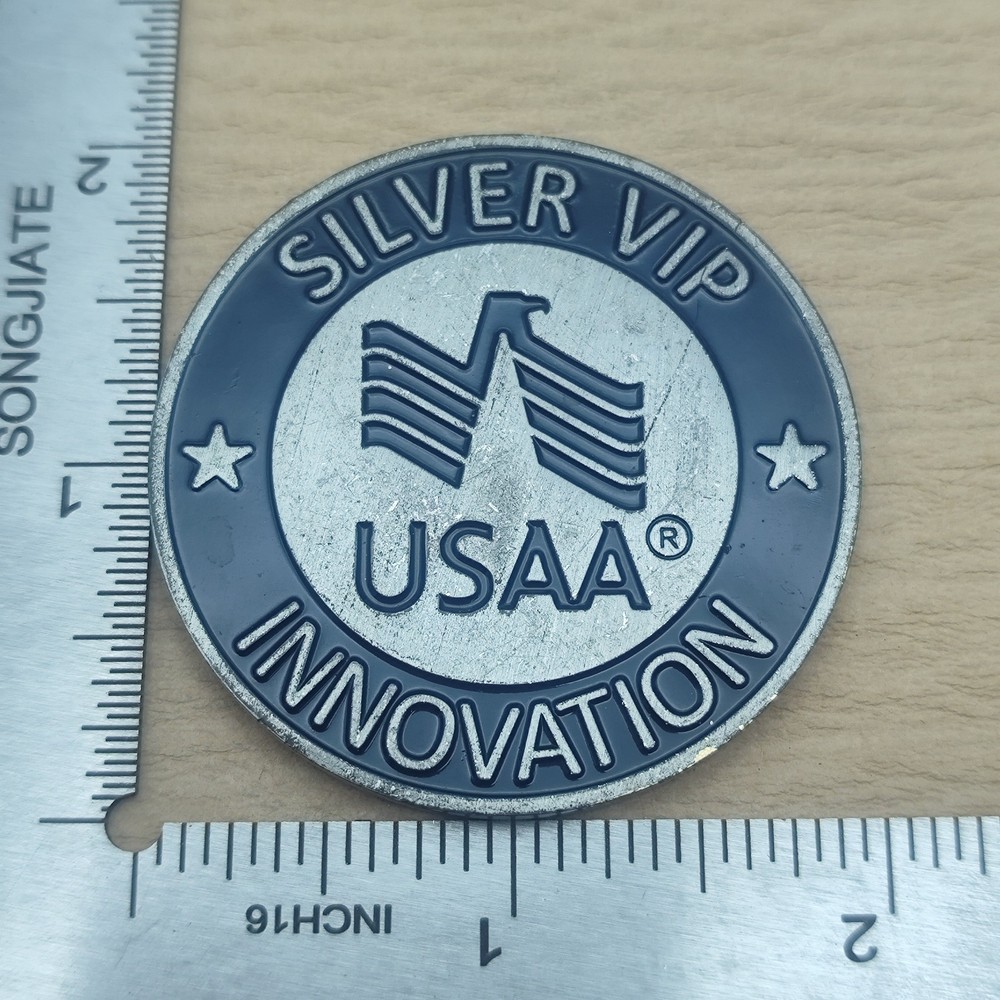 SILVER VIP
USAA®
INNOVATION
SONGJIATE
2
1
INCH16
1
2